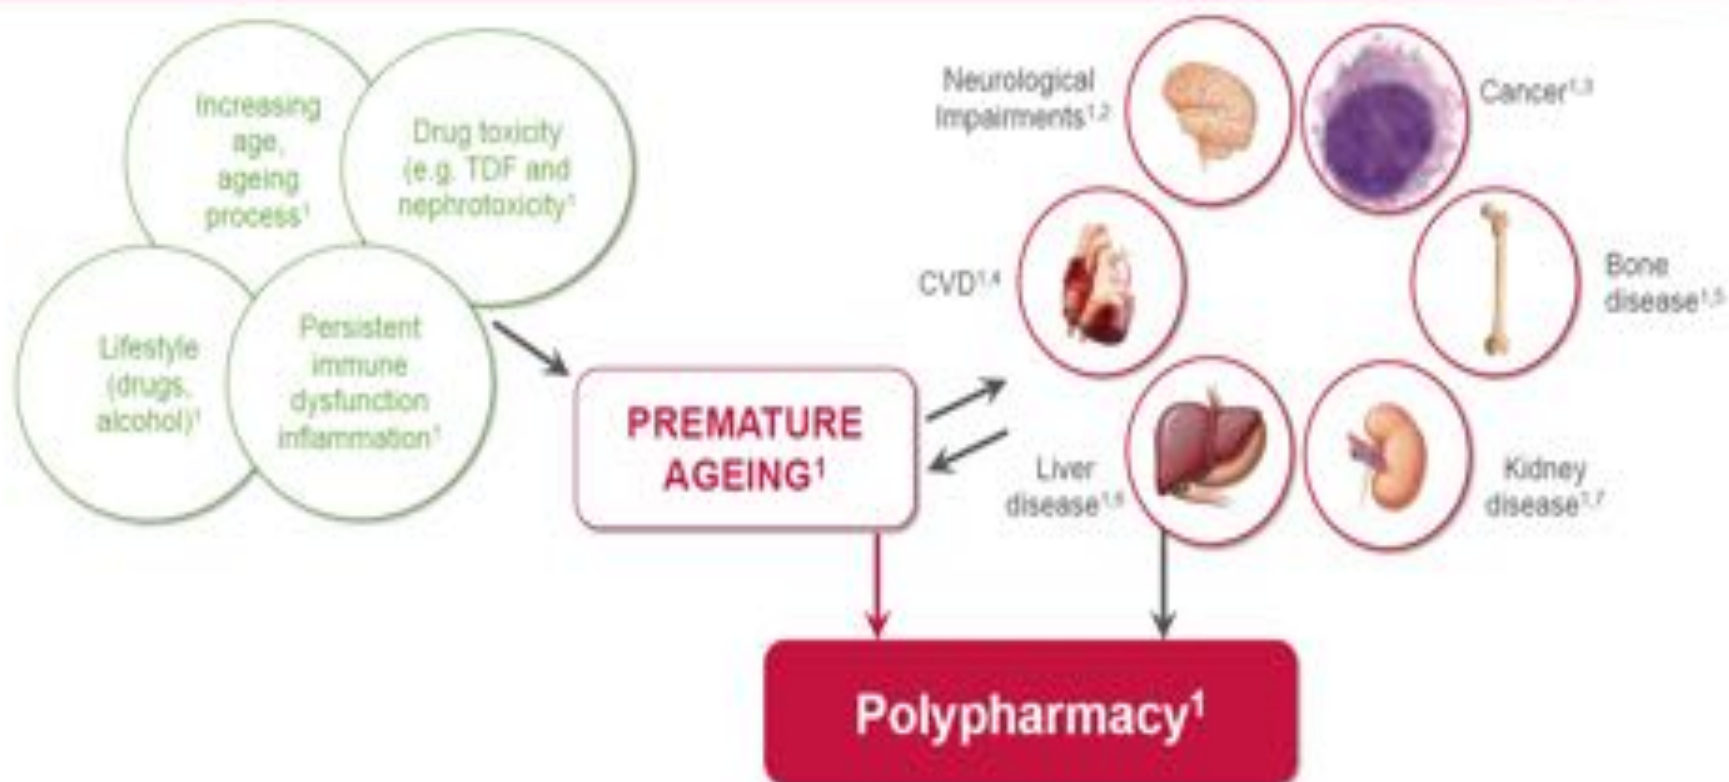 Increasing
age,
ageing
process¹
Drug toxicity
(e.g. TDF and
nephrotoxicity¹
Lifestyle
(drugs,
alcohol)¹
Persistent
immune
dysfunction
inflammation¹
PREMATURE
AGEING¹
Neurological
Impairments¹,²
Cancer¹,³
CVD¹,⁴
Bone
disease¹,⁵
Liver
disease¹,⁶
Kidney
disease¹,⁷
Polypharmacy¹